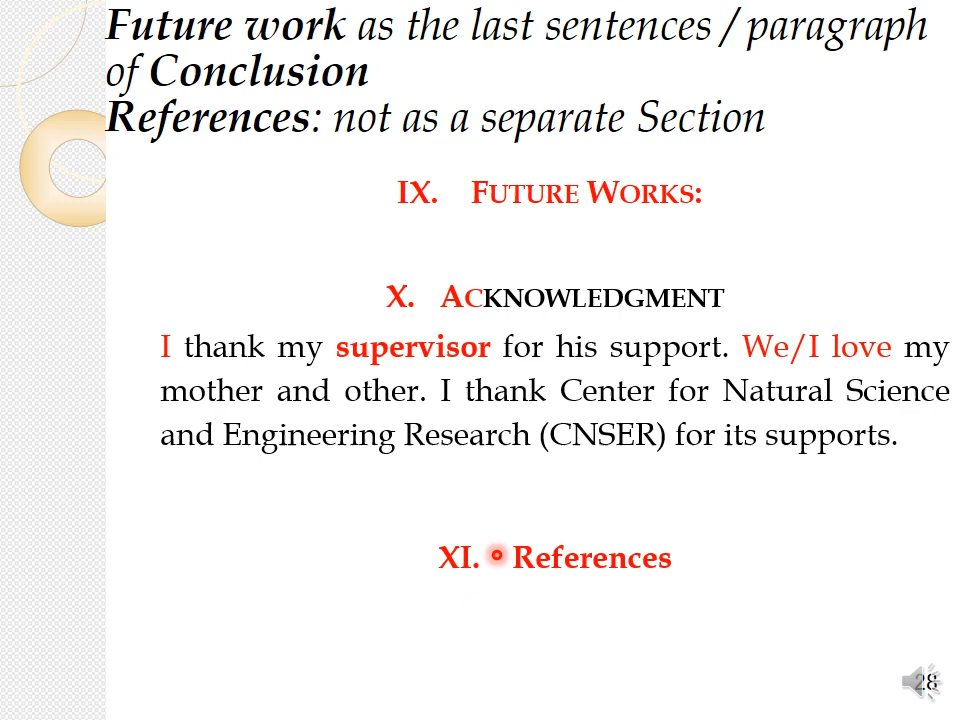 Future work as the last sentences / paragraph
of Conclusion
References: not as a separate Section
IX. FUTURE WORKS:
X. ACKNOWLEDGMENT
I thank my supervisor for his support. We/I love my
mother and other. I thank Center for Natural Science
and Engineering Research (CNSER) for its supports.
XI. References
28